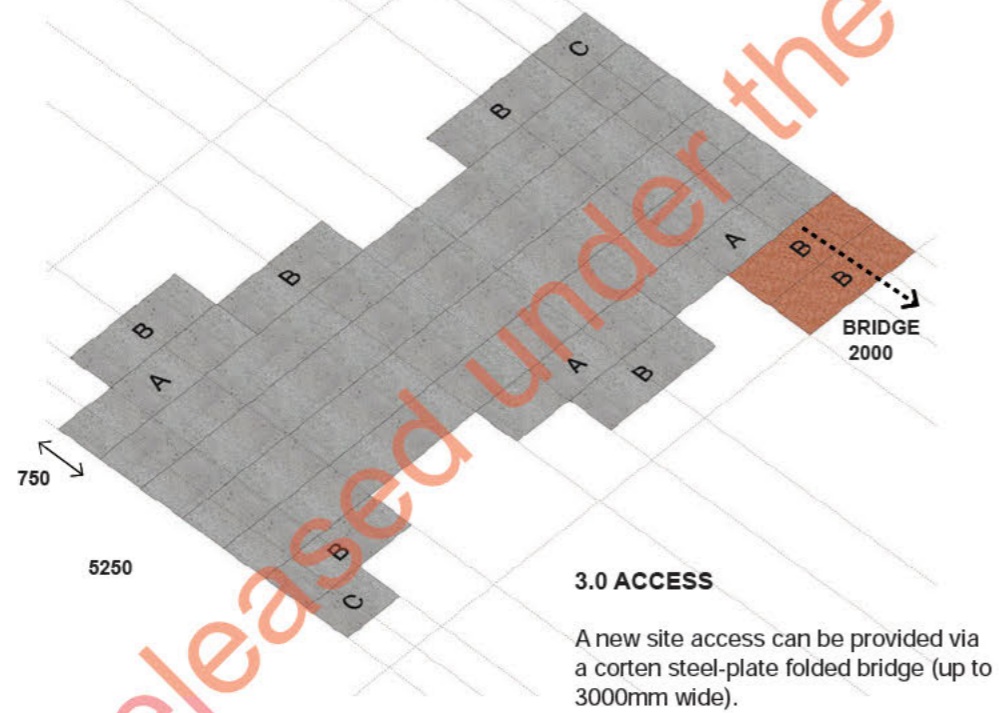 C
B
B
A
B
B
B
B
BRIDGE
2000
A
A
B
750
B
5250
C
3.0 ACCESS
A new site access can be provided via
a corten steel-plate folded bridge (up to
3000mm wide).
eleased under the